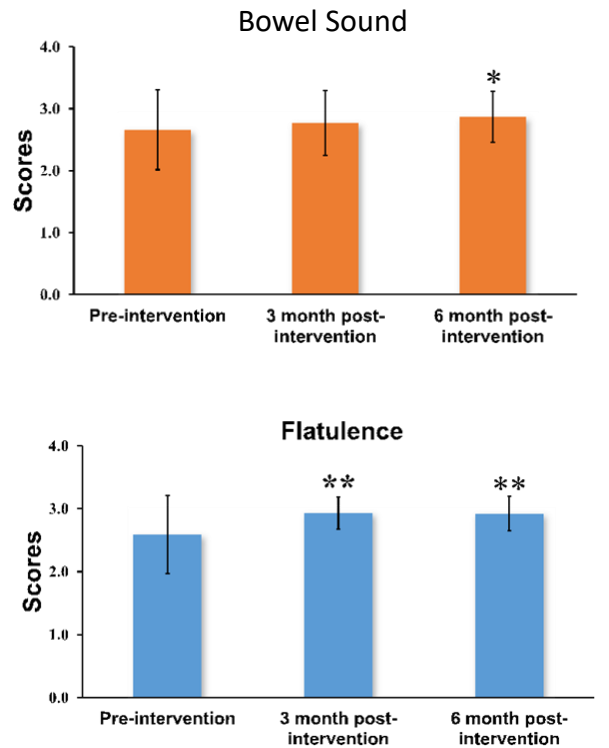 Bowel Sound
4.0
*
3.0
2.0
1.0
0.0
Scores
Pre-intervention
3 month post-
intervention
6 month post-
intervention
Flatulence
4.0
**
**
3.0
2.0
1.0
0.0
Scores
Pre-intervention
3 month post-
intervention
6 month post-
intervention